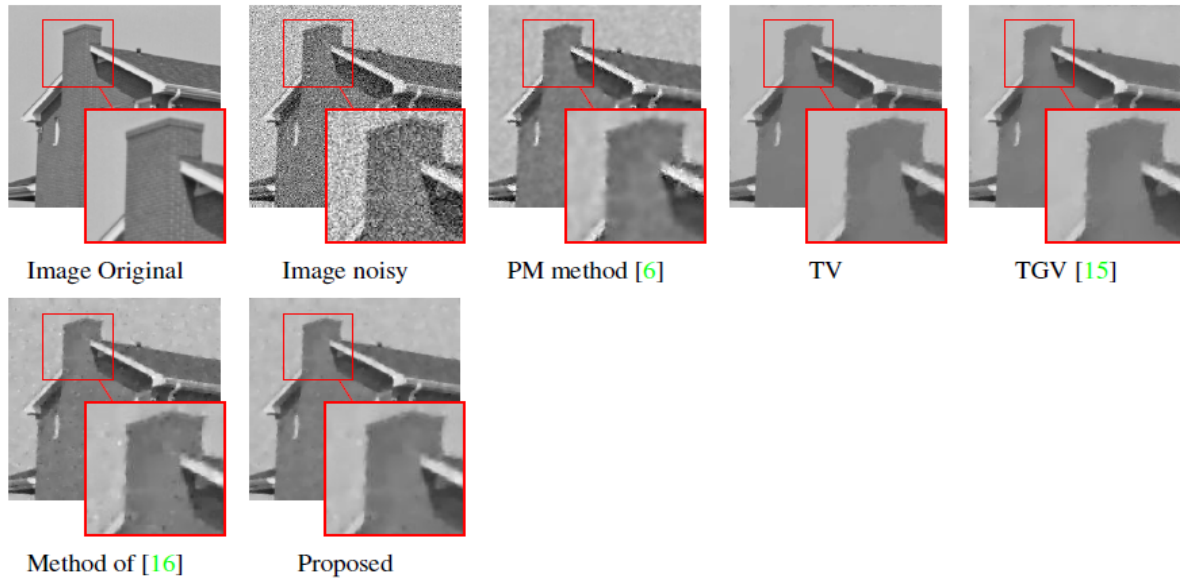 Image Original
Image noisy
PM method [6]
TV
TGV [15]
Method of [16]
Proposed